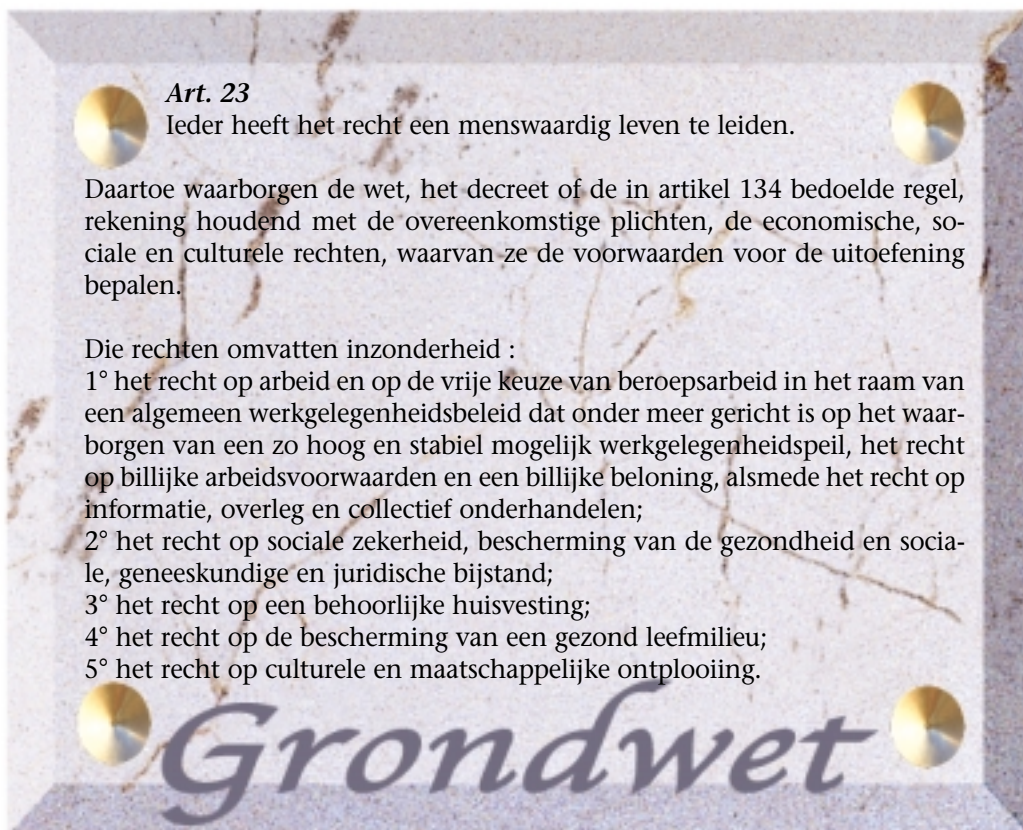 Art. 23
Ieder heeft het recht een menswaardig leven te leiden.
Daartoe waarborgen de wet, het decreet of de in artikel 134 bedoelde regel,
rekening houdend met de overeenkomstige plichten, de economische, so-
ciale en culturele rechten, waarvan ze de voorwaarden voor de uitoefening
bepalen.
Die rechten omvatten inzonderheid :
1° het recht op arbeid en op de vrije keuze van beroepsarbeid in het raam van
een algemeen werkgelegenheidsbeleid dat onder meer gericht is op het waar-
borgen van een zo hoog en stabiel mogelijk werkgelegenheidspeil, het recht
op billijke arbeidsvoorwaarden en een billijke beloning, alsmede het recht op
informatie, overleg en collectief onderhandelen;
2° het recht op sociale zekerheid, bescherming van de gezondheid en socia-
le, geneeskundige en juridische bijstand;
3° het recht op een behoorlijke huisvesting;
4° het recht op de bescherming van een gezond leefmilieu;
5° het recht op culturele en maatschappelijke ontplooiing.
Grondwet